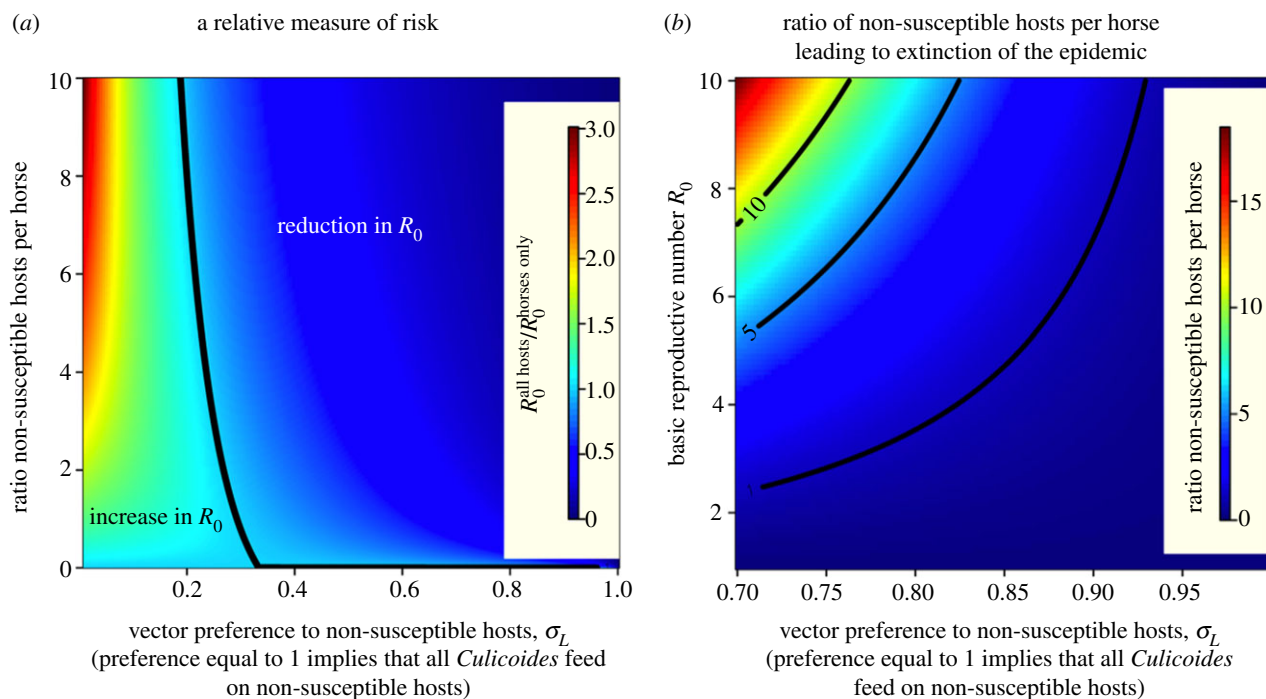 (a) a relative measure of risk
ratio non-susceptible hosts per horse
10
8
6
4
2
0
0.2 0.4 0.6 0.8 1.0
reduction in R0
increase in R0
R0all hosts/R0horses only
3.0
2.5
2.0
1.5
1.0
0.5
0
vector preference to non-susceptible hosts, σL
(preference equal to 1 implies that all Culicoides feed
on non-susceptible hosts)
(b) ratio of non-susceptible hosts per horse
leading to extinction of the epidemic
basic reproductive number R0
10
8
6
4
2
0.70 0.75 0.80 0.85 0.90 0.95
10
5
1
ratio non-susceptible hosts per horse
15
10
5
0
vector preference to non-susceptible hosts, σL
(preference equal to 1 implies that all Culicoides
feed on non-susceptible hosts)